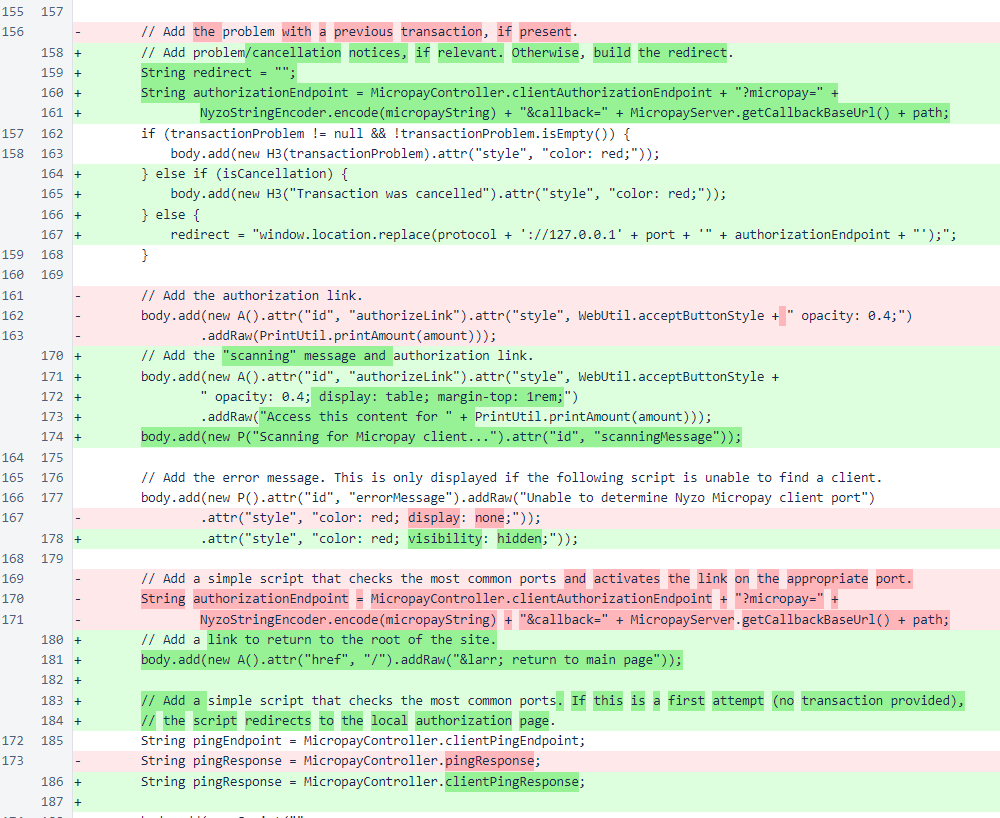 155 157
156 - // Add the problem with a previous transaction, if present.
158 + // Add problem/cancellation notices, if relevant. Otherwise, build the redirect.
159 + String redirect = "";
160 + String authorizationEndpoint = MicropayController.clientAuthorizationEndpoint + "?micropay=" +
161 + NyzoStringEncoder.encode(micropayString) + "&callback=" + MicropayServer.getCallbackBaseUrl() + path;
157 162 if (transactionProblem != null && !transactionProblem.isEmpty()) {
158 163 body.add(new H3(transactionProblem).attr("style", "color: red;"));
164 + } else if (isCancellation) {
165 + body.add(new H3("Transaction was cancelled").attr("style", "color: red;"));
166 + } else {
167 + redirect = "window.location.replace(protocol + '://127.0.0.1' + port + '" + authorizationEndpoint + "');";
159 168 }
160 169
161 - // Add the authorization link.
162 - body.add(new A().attr("id", "authorizeLink").attr("style", WebUtil.acceptButtonStyle + " opacity: 0.4;")
163 - .addRaw(PrintUtil.printAmount(amount)));
170 + // Add the "scanning" message and authorization link.
171 + body.add(new A().attr("id", "authorizeLink").attr("style", WebUtil.acceptButtonStyle +
172 + " opacity: 0.4; display: table; margin-top: 1rem;")
173 + .addRaw("Access this content for " + PrintUtil.printAmount(amount)));
174 + body.add(new P("Scanning for Micropay client...").attr("id", "scanningMessage"));
164 175
165 176 // Add the error message. This is only displayed if the following script is unable to find a client.
166 177 body.add(new P().attr("id", "errorMessage").addRaw("Unable to determine Nyzo Micropay client port")
167 - .attr("style", "color: red; display: none;"));
178 + .attr("style", "color: red; visibility: hidden;"));
168 179
169 - // Add a simple script that checks the most common ports and activates the link on the appropriate port.
170 - String authorizationEndpoint = MicropayController.clientAuthorizationEndpoint + "?micropay=" +
171 - NyzoStringEncoder.encode(micropayString) + "&callback=" + MicropayServer.getCallbackBaseUrl() + path;
180 + // Add a link to return to the root of the site.
181 + body.add(new A().attr("href", "/").addRaw("&larr; return to main page"));
182 +
183 + // Add a simple script that checks the most common ports. If this is a first attempt (no transaction provided),
184 + // the script redirects to the local authorization page.
172 185 String pingEndpoint = MicropayController.clientPingEndpoint;
173 - String pingResponse = MicropayController.pingResponse;
186 + String pingResponse = MicropayController.clientPingResponse;
187 +